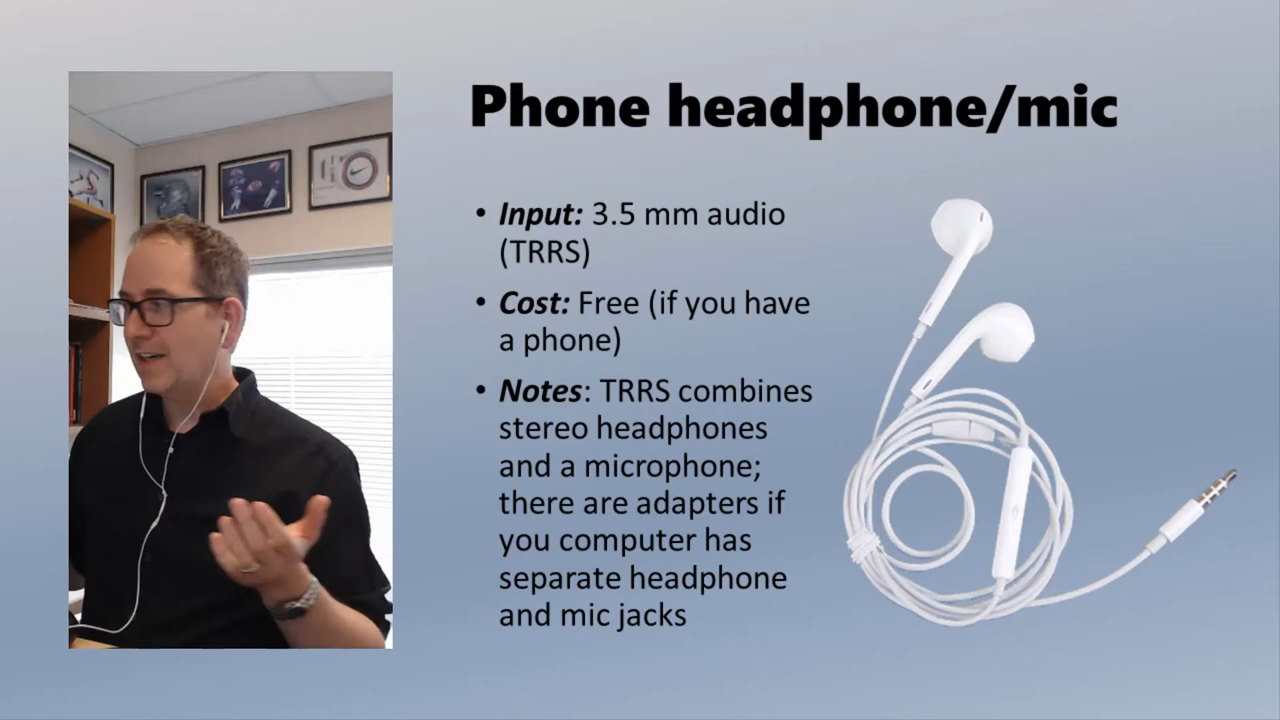 Phone headphone/mic
• Input: 3.5 mm audio
(TRRS)
• Cost: Free (if you have
a phone)
• Notes: TRRS combines
stereo headphones
and a microphone;
there are adapters if
you computer has
separate headphone
and mic jacks